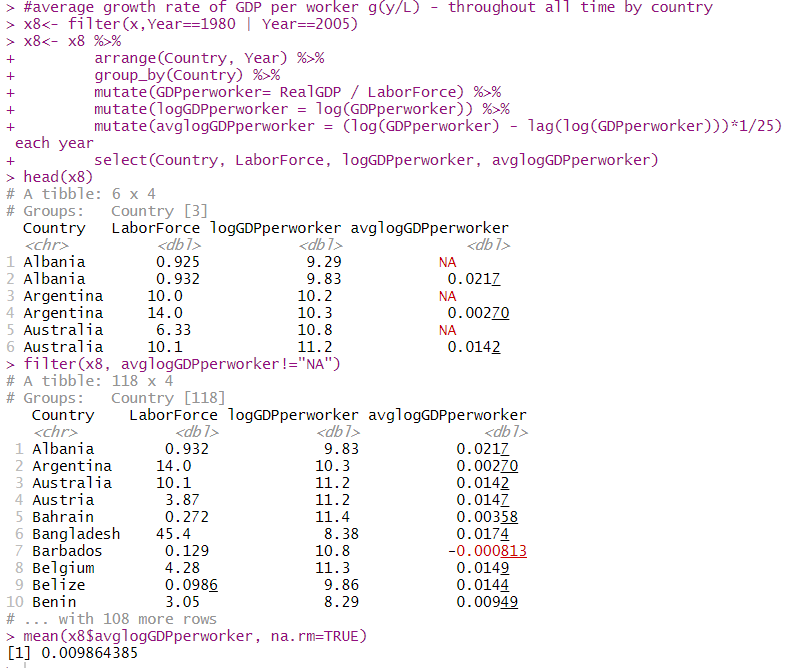 > #average growth rate of GDP per worker g(y/L) - throughout all time by country
> x8<- filter(x,Year==1980 | Year==2005)
> x8<- x8 %>%
+ arrange(Country, Year) %>%
+ group_by(Country) %>%
+ mutate(GDPperworker= RealGDP / LaborForce) %>%
+ mutate(logGDPperworker = log(GDPperworker)) %>%
+ mutate(avglogGDPperworker = (log(GDPperworker) - lag(log(GDPperworker)))*1/25)
each year
+ select(Country, LaborForce, logGDPperworker, avglogGDPperworker)
> head(x8)
# A tibble: 6 x 4
# Groups: Country [3]
Country LaborForce logGDPperworker avglogGDPperworker
<chr> <dbl> <dbl> <dbl>
1 Albania 0.925 9.29 NA
2 Albania 0.932 9.83 0.0217
3 Argentina 10.0 10.2 NA
4 Argentina 14.0 10.3 0.00270
5 Australia 6.33 10.8 NA
6 Australia 10.1 11.2 0.0142
> filter(x8, avglogGDPperworker!="NA")
# A tibble: 118 x 4
# Groups: Country [118]
Country LaborForce logGDPperworker avglogGDPperworker
<chr> <dbl> <dbl> <dbl>
1 Albania 0.932 9.83 0.0217
2 Argentina 14.0 10.3 0.00270
3 Australia 10.1 11.2 0.0142
4 Austria 3.87 11.2 0.0147
5 Bahrain 0.272 11.4 0.00358
6 Bangladesh 45.4 8.38 0.0174
7 Barbados 0.129 10.8 -0.000813
8 Belgium 4.28 11.3 0.0149
9 Belize 0.0986 9.86 0.0144
10 Benin 3.05 8.29 0.00949
# ... with 108 more rows
> mean(x8$avglogGDPperworker, na.rm=TRUE)
[1] 0.009864385